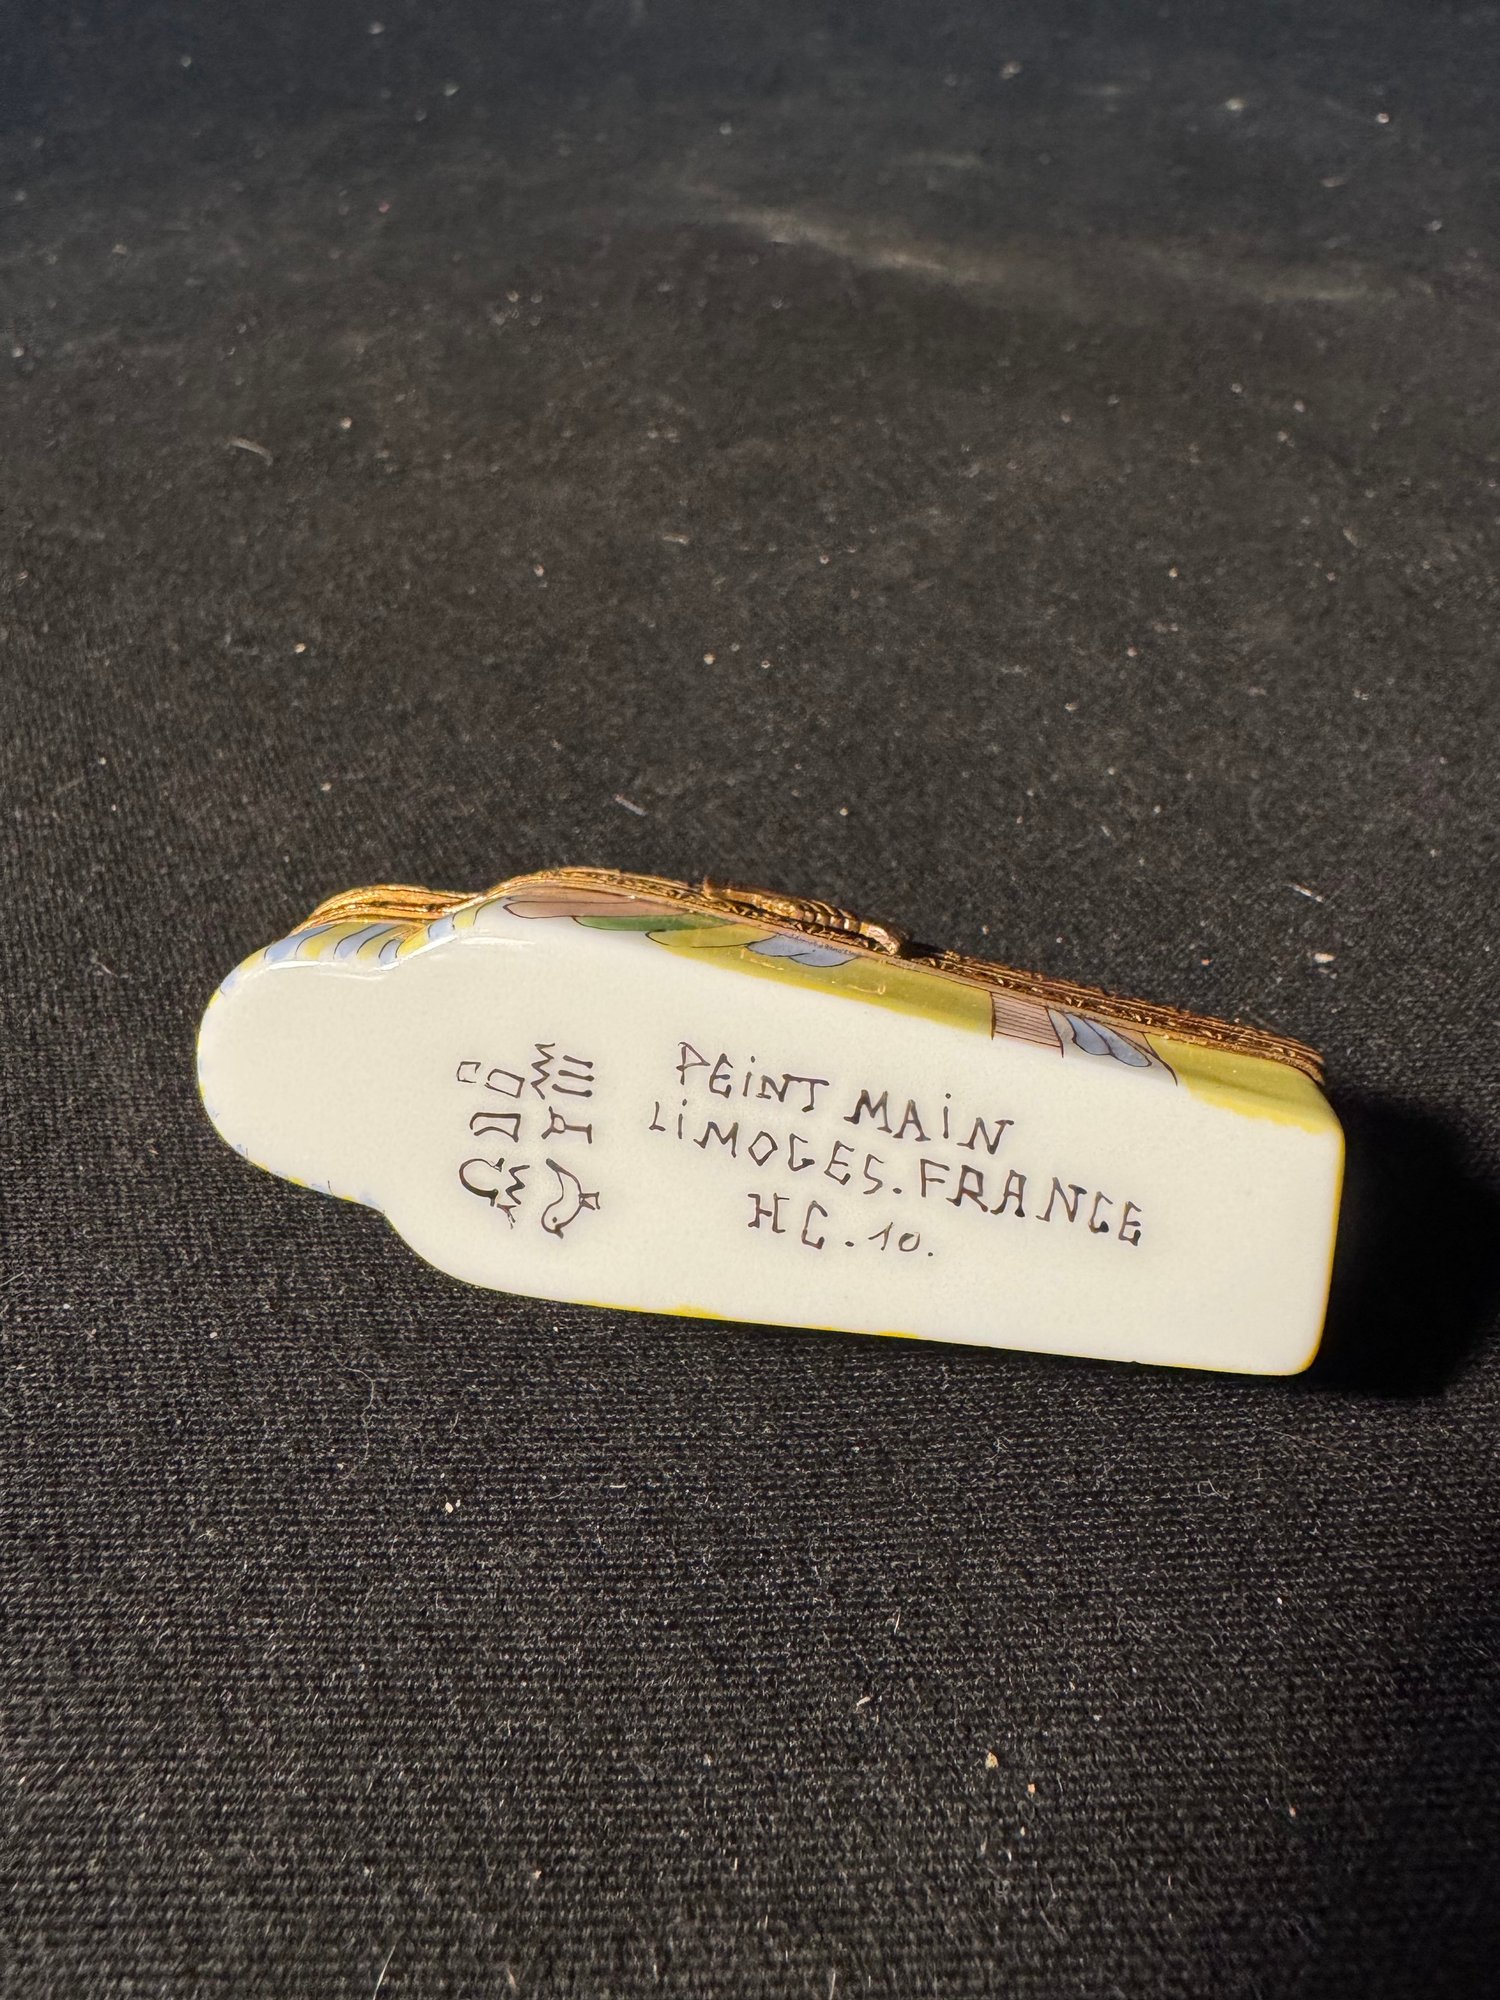 PEiNT MAiN
LiMOGES. FRANCE
HC. 10.